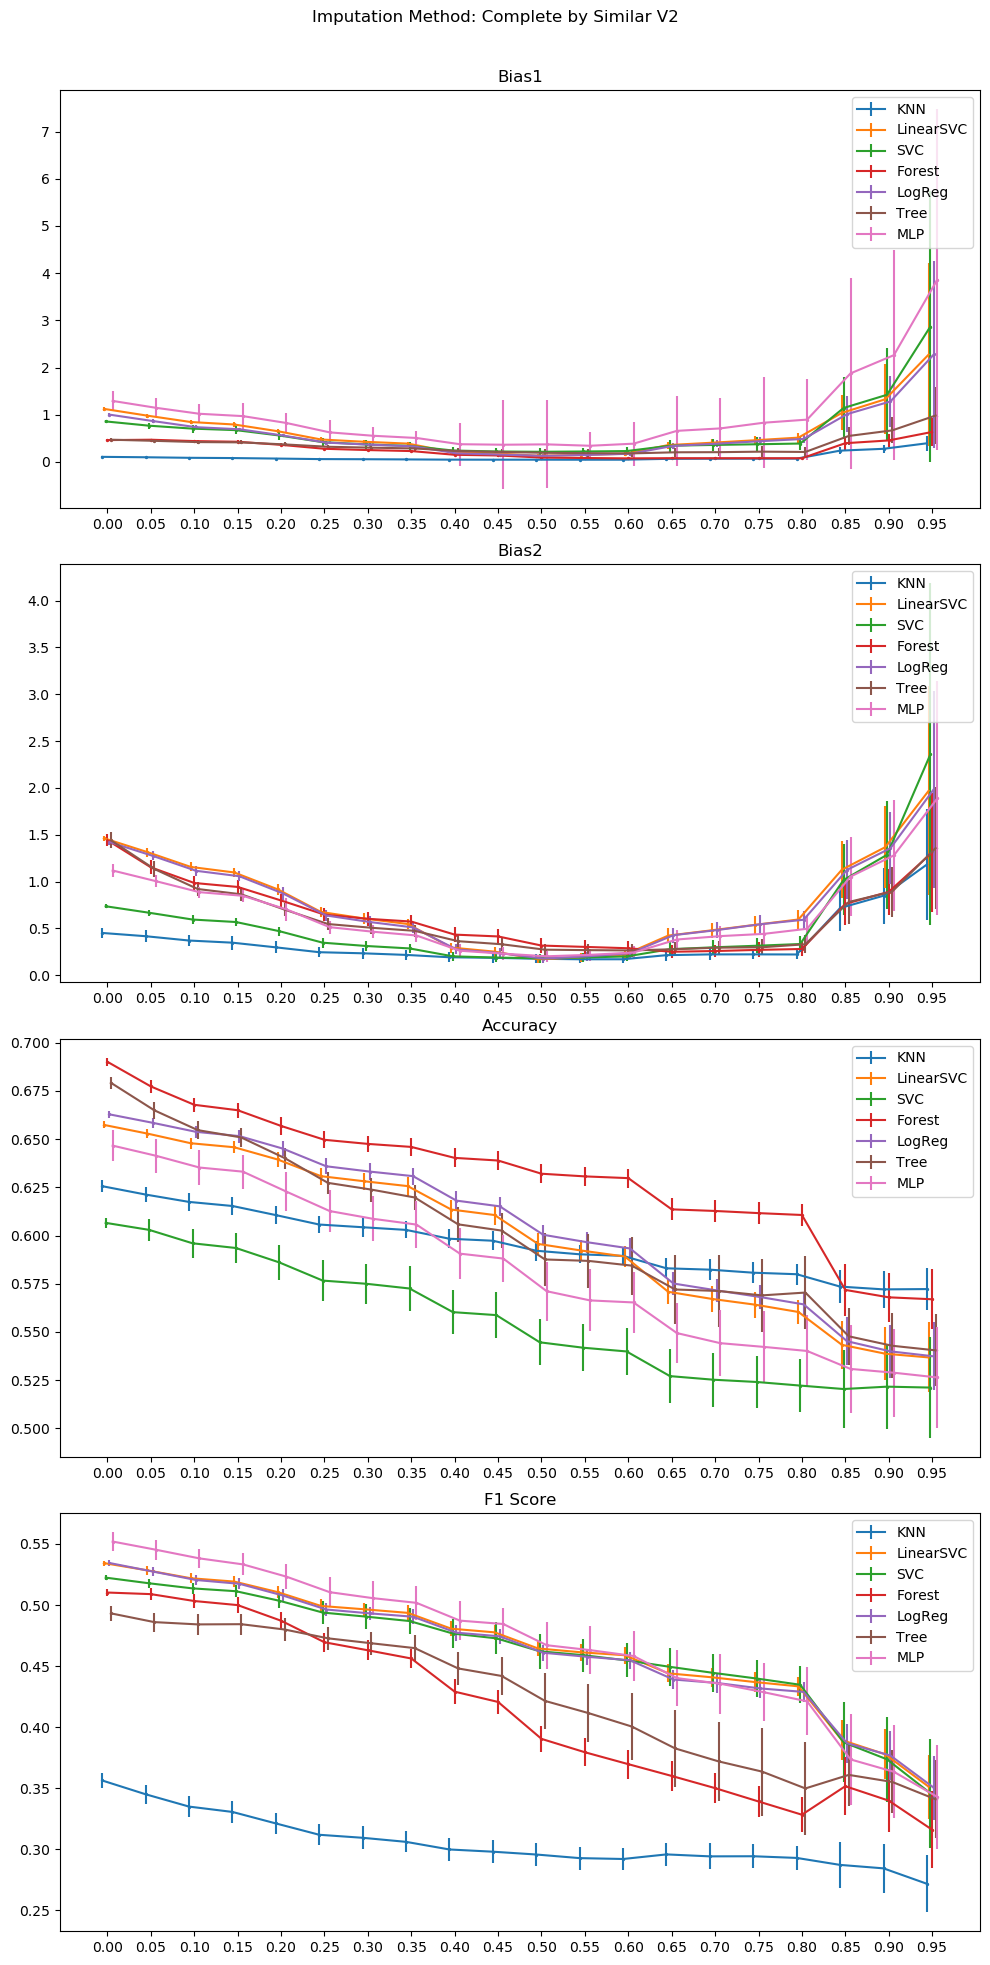 Imputation Method: Complete by Similar V2
Bias1
7
6
5
4
3
2
1
0
KNN
LinearSVC
SVC
Forest
LogReg
Tree
MLP
0.00 0.05 0.10 0.15 0.20 0.25 0.30 0.35 0.40 0.45 0.50 0.55 0.60 0.65 0.70 0.75 0.80 0.85 0.90 0.95
Bias2
4.0
3.5
3.0
2.5
2.0
1.5
1.0
0.5
0.0
KNN
LinearSVC
SVC
Forest
LogReg
Tree
MLP
0.00 0.05 0.10 0.15 0.20 0.25 0.30 0.35 0.40 0.45 0.50 0.55 0.60 0.65 0.70 0.75 0.80 0.85 0.90 0.95
Accuracy
0.700
0.675
0.650
0.625
0.600
0.575
0.550
0.525
0.500
KNN
LinearSVC
SVC
Forest
LogReg
Tree
MLP
0.00 0.05 0.10 0.15 0.20 0.25 0.30 0.35 0.40 0.45 0.50 0.55 0.60 0.65 0.70 0.75 0.80 0.85 0.90 0.95
F1 Score
0.55
0.50
0.45
0.40
0.35
0.30
0.25
KNN
LinearSVC
SVC
Forest
LogReg
Tree
MLP
0.00 0.05 0.10 0.15 0.20 0.25 0.30 0.35 0.40 0.45 0.50 0.55 0.60 0.65 0.70 0.75 0.80 0.85 0.90 0.95